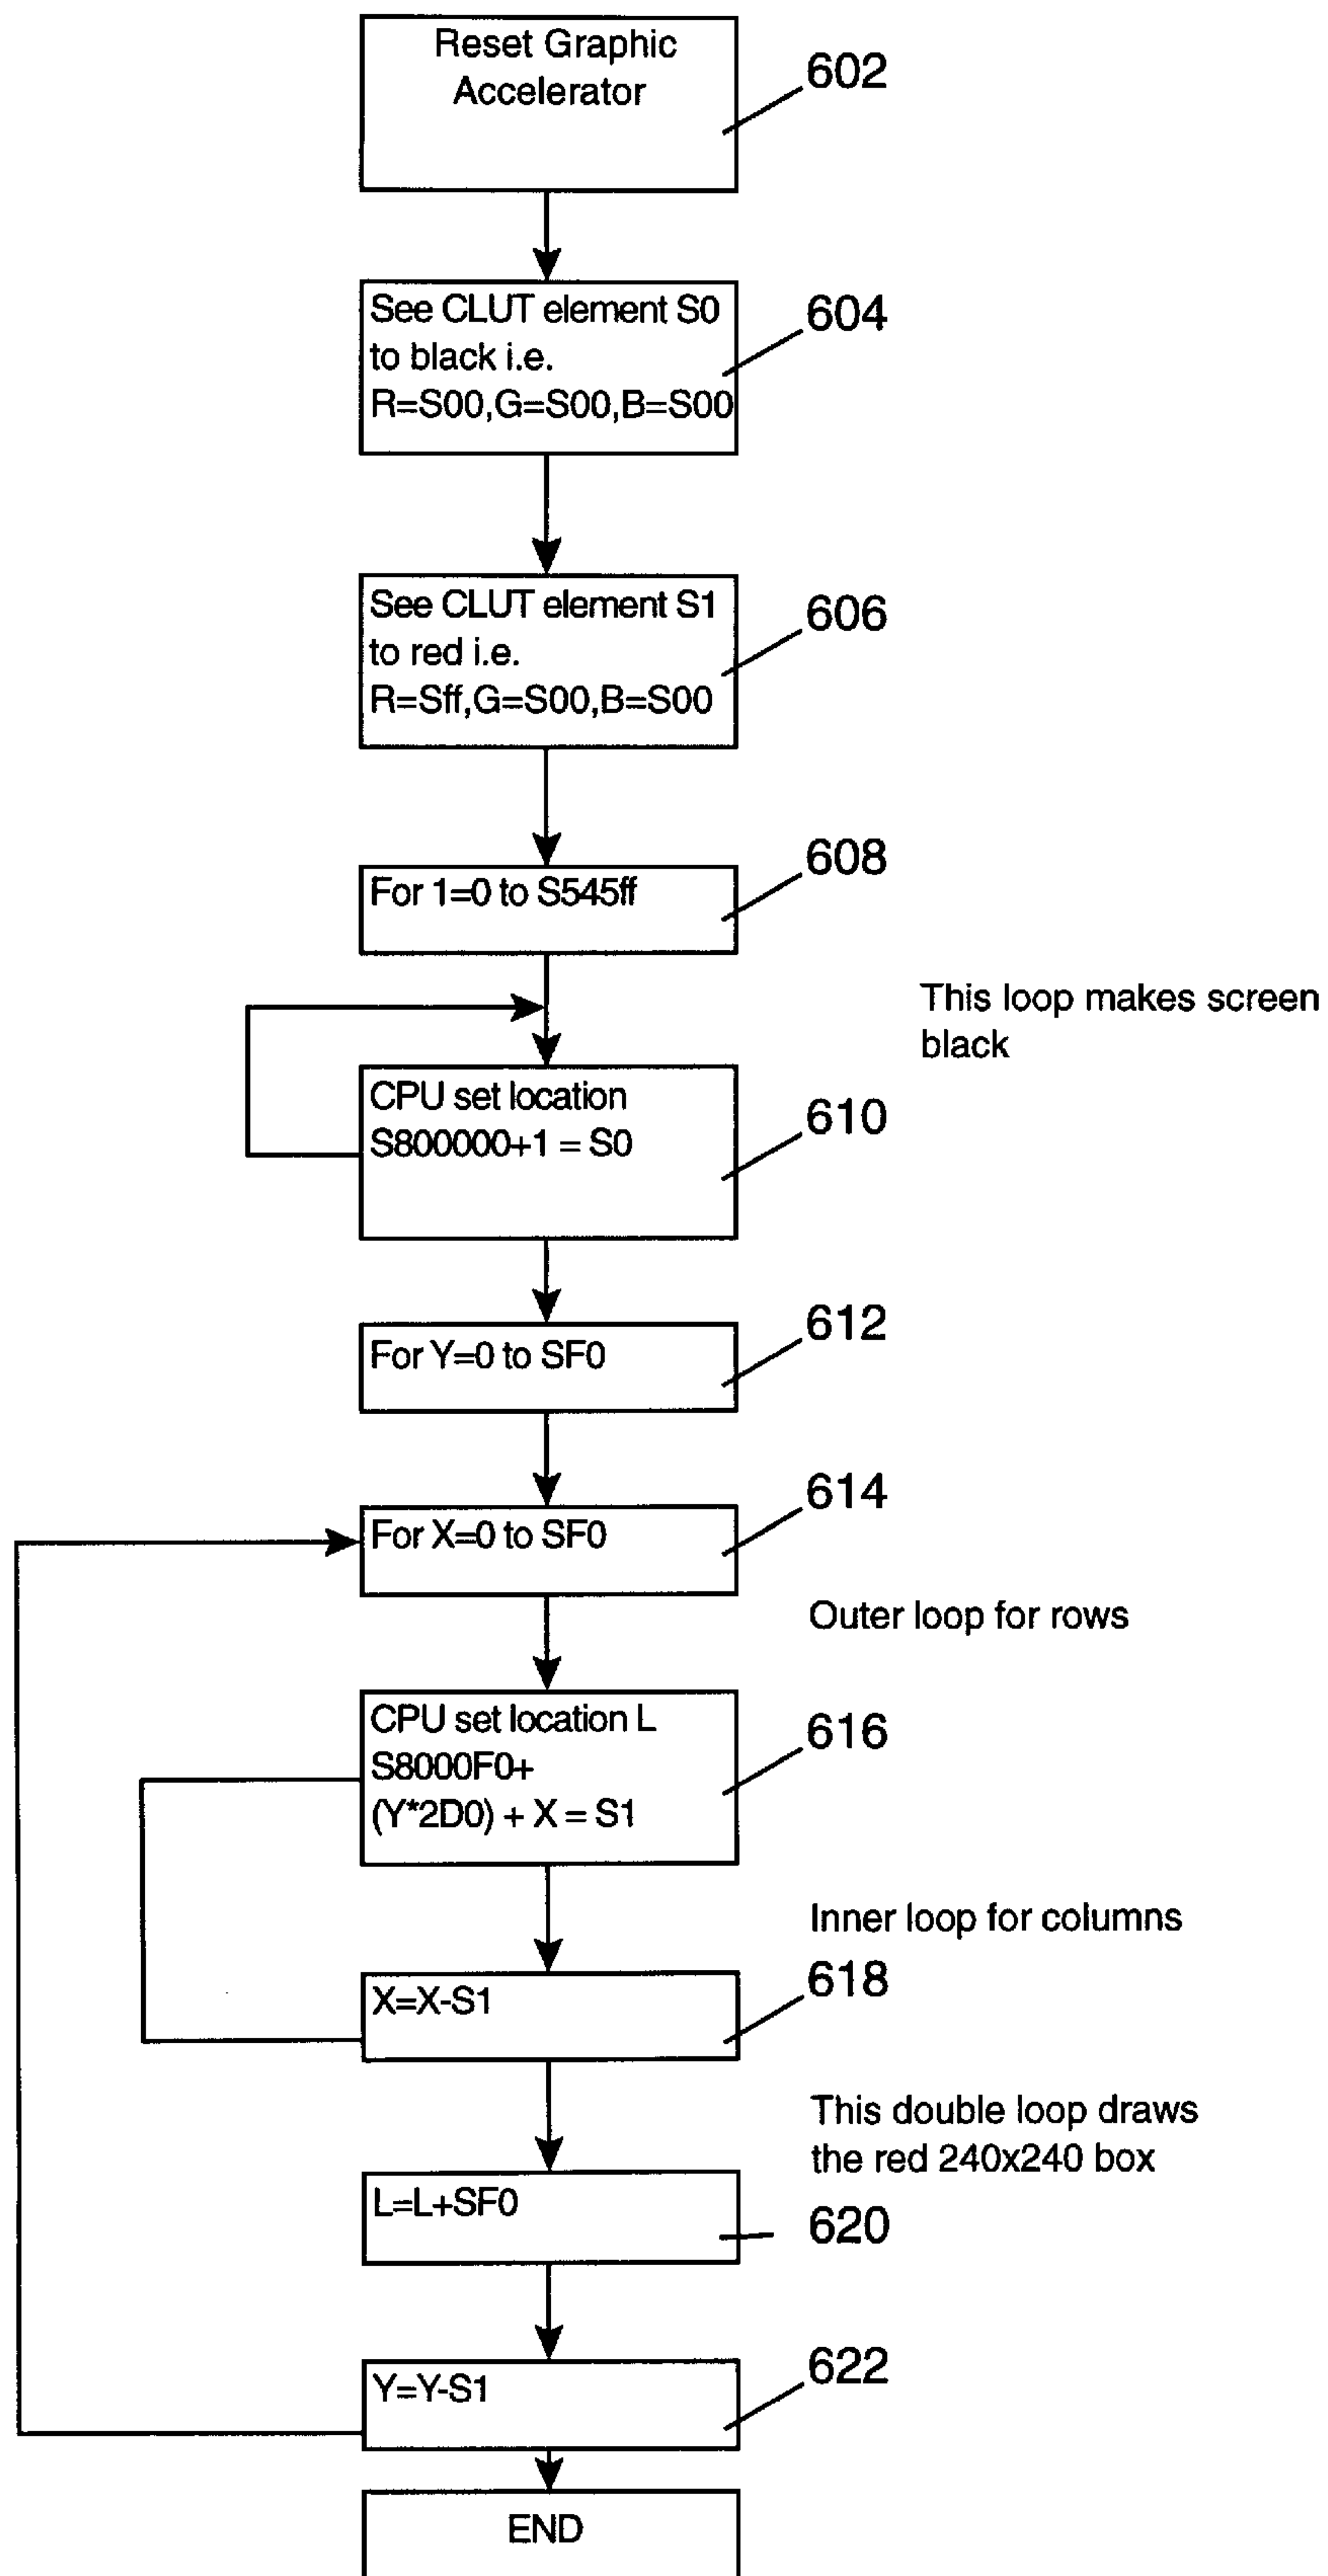 Reset Graphic
Accelerator
602
See CLUT element S0
to black i.e.
R=S00,G=S00,B=S00
604
See CLUT element S1
to red i.e.
R=Sff,G=S00,B=S00
606
For 1=0 to S545ff
608
This loop makes screen
black
CPU set location
S800000+1 = S0
610
For Y=0 to SF0
612
For X=0 to SF0
614
Outer loop for rows
CPU set location L
S8000F0+
(Y*2D0) + X = S1
616
Inner loop for columns
X=X-S1
618
This double loop draws
the red 240x240 box
L=L+SF0
620
Y=Y-S1
622
END